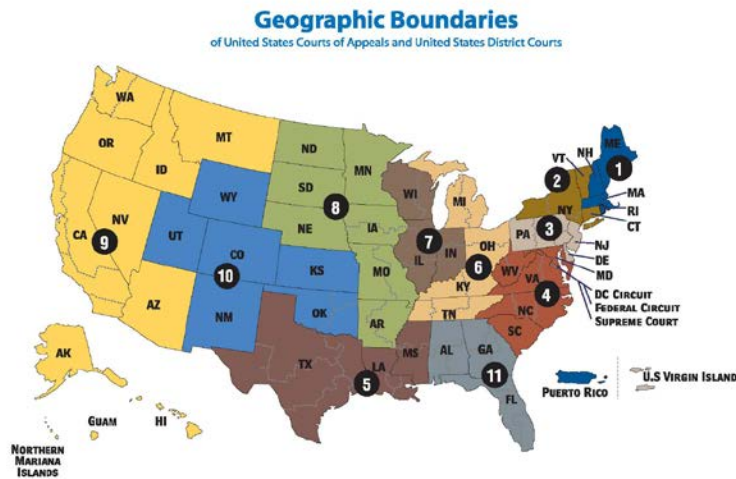 Geographic Boundaries
of United States Courts of Appeals and United States District Courts
WA
OR
MT
ID
NV
CA
9
AZ
AK
GUAM
HI
NORTHERN
MARIANA
ISLANDS
WY
UT
CO
10
KS
NM
OK
ND
MN
SD
8
NE
IA
MO
AR
WI
7
IL
IN
MI
OH
6
KY
TN
TX
LA
MS
5
AL
GA
11
FL
VT
NH
ME
1
2
NY
MA
RI
CT
PA
3
NJ
DE
MD
WV
VA
4
NC
SC
DC CIRCUIT
FEDERAL CIRCUIT
SUPREME COURT
PUERTO RICO
U.S VIRGIN ISLAND